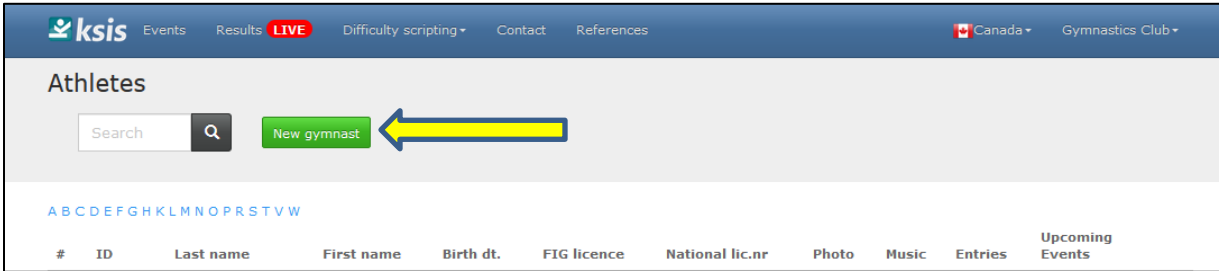 ksis Events Results LIVE Difficulty scripting Contact References Canada Gymnastics Club
Athletes
Search New gymnast
A B C D E F G H K L M N O P R S T V W
# ID Last name First name Birth dt. FIG licence National lic.nr Photo Music Entries Upcoming Events